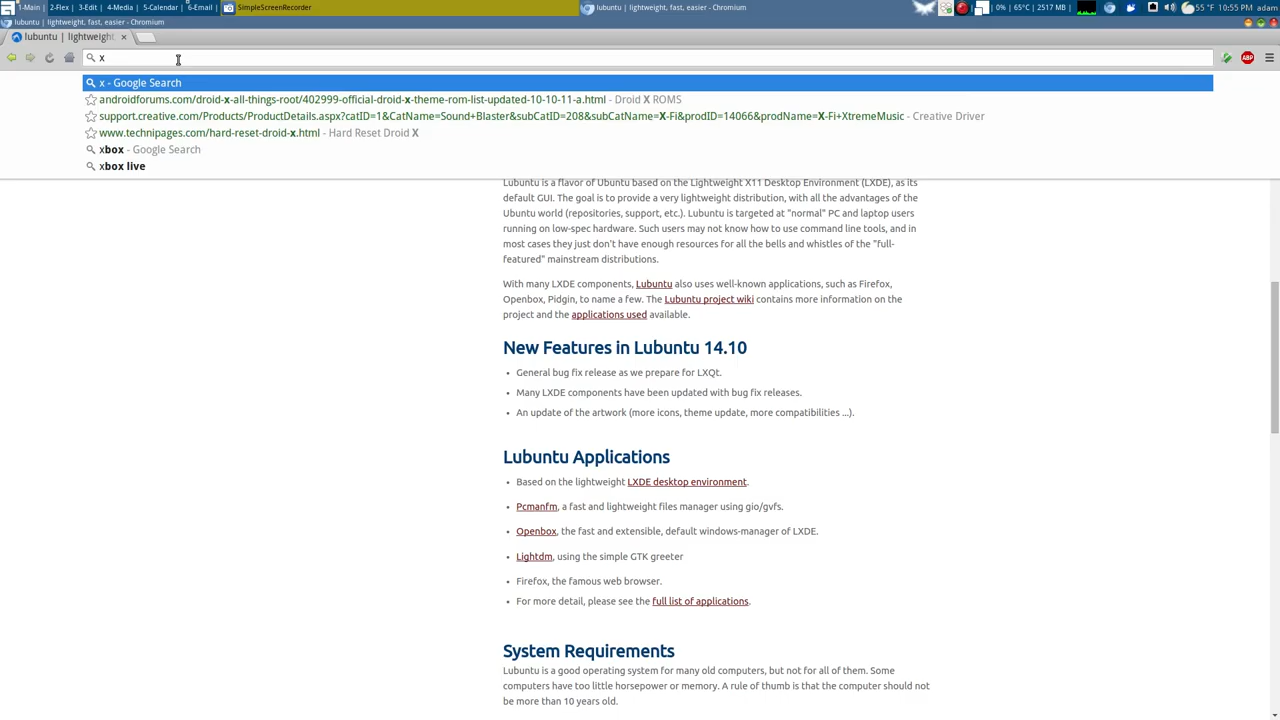 1-Main | 2-Flex | 3-Edit | 4-Media | 5-Calendar | 6-Email | SimpleScreenRecorder lubuntu | lightweight, fast, easier - Chromium 0% | 65°C | 2517 MB 55 °F | 10:55 PM adam
lubuntu | lightweight, fast, easier - Chromium
lubuntu | lightweight
x
ABP
x - Google Search
androidforums.com/droid-x-all-things-root/402999-official-droid-x-theme-rom-list-updated-10-10-11-a.html - Droid X ROMS
support.creative.com/Products/ProductDetails.aspx?catID=1&CatName=Sound+Blaster&subCatID=208&subCatName=X-Fi&prodID=14066&prodName=X-Fi+XtremeMusic - Creative Driver
www.technipages.com/hard-reset-droid-x.html - Hard Reset Droid X
xbox - Google Search
xbox live
Lubuntu is a flavor of Ubuntu based on the Lightweight X11 Desktop Environment (LXDE), as its
default GUI. The goal is to provide a very lightweight distribution, with all the advantages of the
Ubuntu world (repositories, support, etc.). Lubuntu is targeted at "normal" PC and laptop users
running on low-spec hardware. Such users may not know how to use command line tools, and in
most cases they just don't have enough resources for all the bells and whistles of the "full-
featured" mainstream distributions.
With many LXDE components, Lubuntu also uses well-known applications, such as Firefox,
Openbox, Pidgin, to name a few. The Lubuntu project wiki contains more information on the
project and the applications used available.
New Features in Lubuntu 14.10
• General bug fix release as we prepare for LXQt.
• Many LXDE components have been updated with bug fix releases.
• An update of the artwork (more icons, theme update, more compatibilities ...).
Lubuntu Applications
• Based on the lightweight LXDE desktop environment.
• Pcmanfm, a fast and lightweight files manager using gio/gvfs.
• Openbox, the fast and extensible, default windows-manager of LXDE.
• Lightdm, using the simple GTK greeter
• Firefox, the famous web browser.
• For more detail, please see the full list of applications.
System Requirements
Lubuntu is a good operating system for many old computers, but not for all of them. Some
computers have too little horsepower or memory. A rule of thumb is that the computer should not
be more than 10 years old.